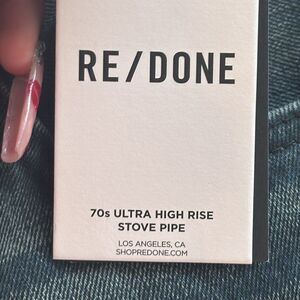 RE/DONE
70s ULTRA HIGH RISE
STOVE PIPE
LOS ANGELES, CA
SHOPREDONE.COM